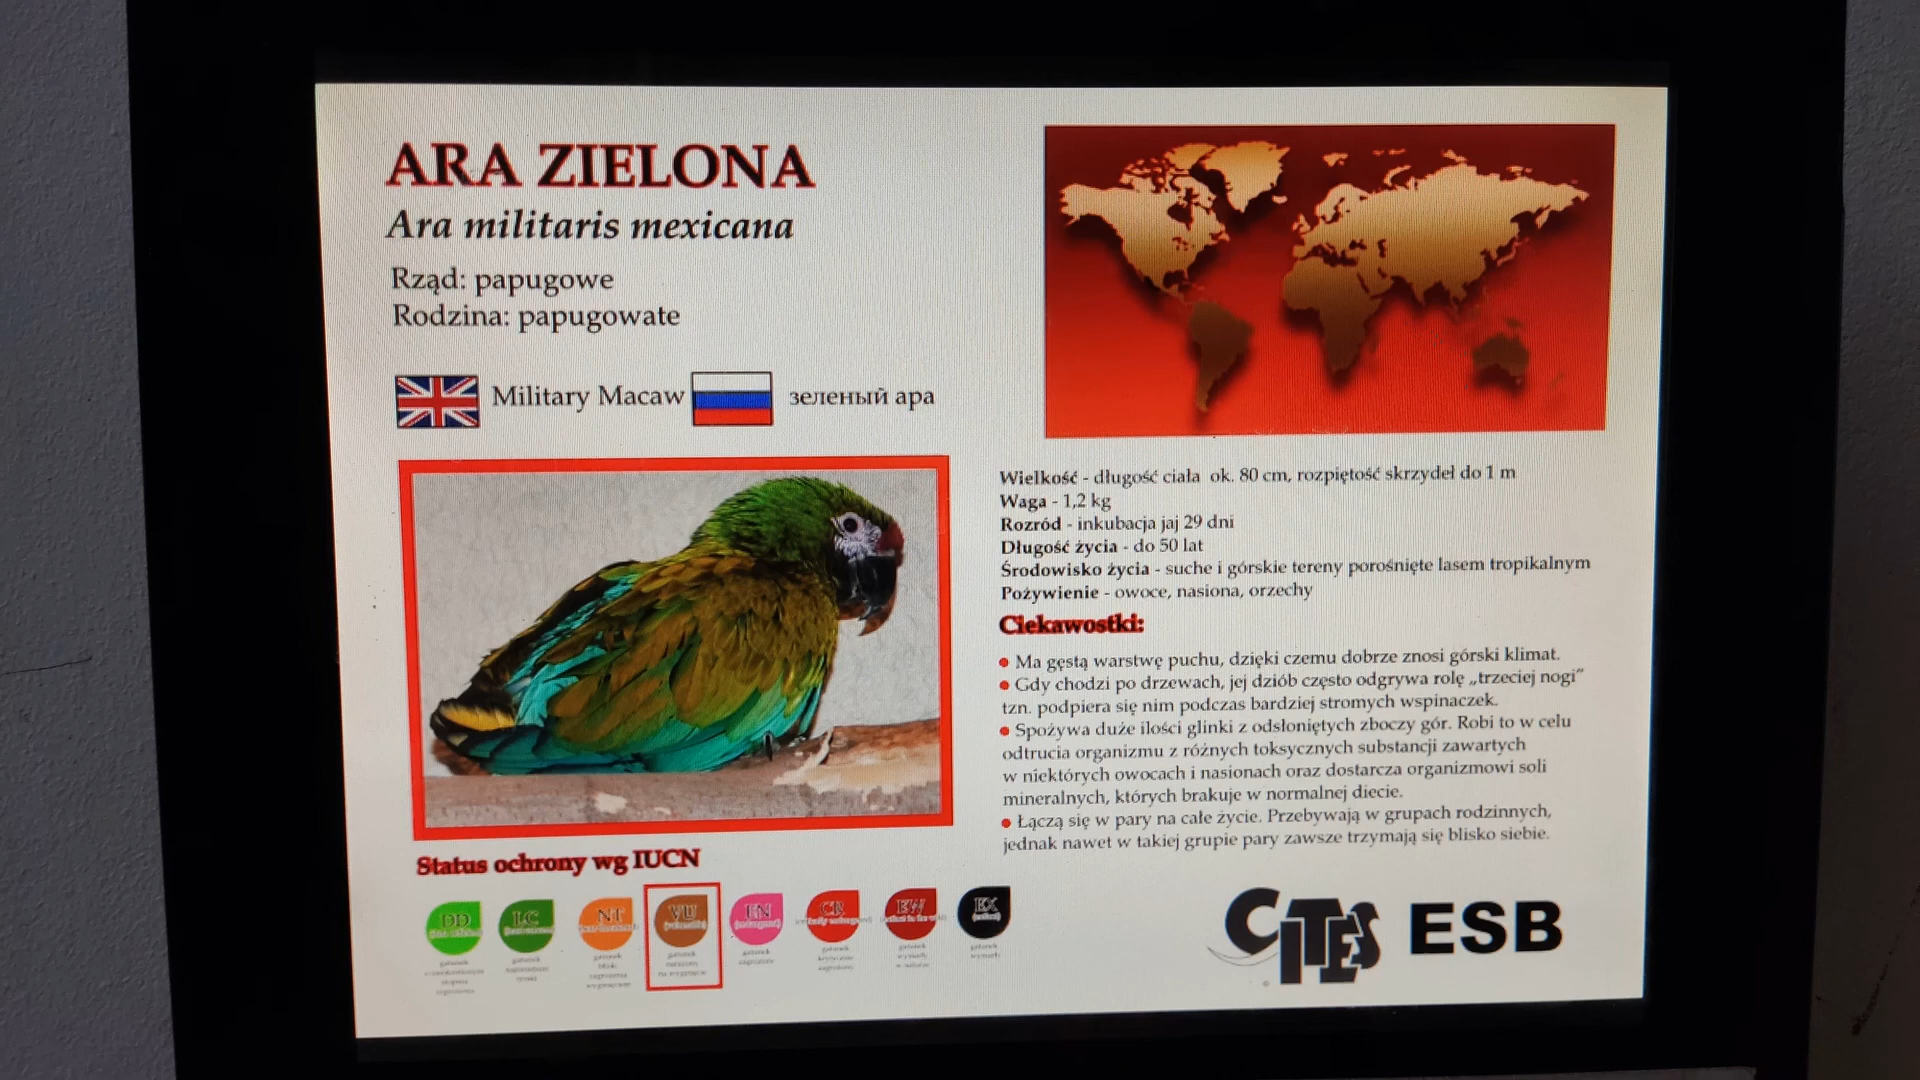 ARA ZIELONA
Ara militaris mexicana
Rząd: papugowe
Rodzina: papugowate
Military Macaw
зеленый ара
Wielkość - długość ciała ok. 80 cm, rozpiętość skrzydeł do 1 m
Waga - 1,2 kg
Rozród - inkubacja jaj 29 dni
Długość życia - do 50 lat
Środowisko życia - suche i górskie tereny porośnięte lasem tropikalnym
Pożywienie - owoce, nasiona, orzechy
Ciekawostki:
Ma gęstą warstwę puchu, dzięki czemu dobrze znosi górski klimat.
Gdy chodzi po drzewach, jej dziób często odgrywa rolę „trzeciej nogi"
tzn. podpiera się nim podczas bardziej stromych wspinaczek.
Spożywa duże ilości glinki z odsłoniętych zboczy gór. Robi to w celu
odtrucia organizmu z różnych toksycznych substancji zawartych
w niektórych owocach i nasionach oraz dostarcza organizmowi soli
mineralnych, których brakuje w normalnej diecie.
Łączą się w pary na całe życie. Przebywają w grupach rodzinnych,
jednak nawet w takiej grupie pary zawsze trzymają się blisko siebie.
Status ochrony wg IUCN
DD LC NT VU EN CR EW EX
CITES ESB